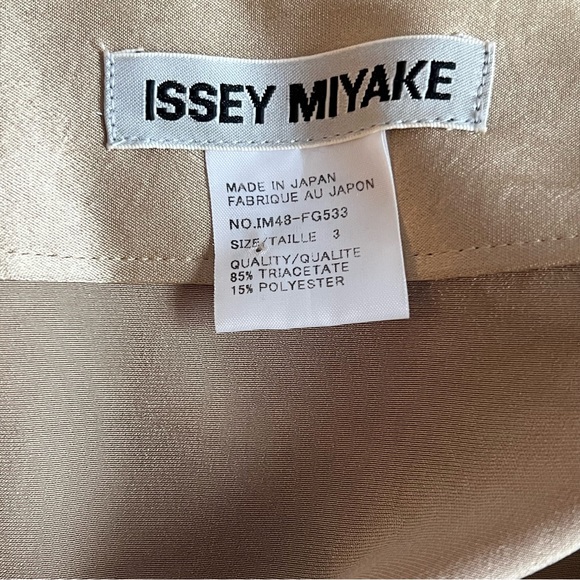 ISSEY MIYAKE
MADE IN JAPAN
FABRIQUE AU JAPON
NO.IM48-FG533
SIZE/TAILLE 3
QUALITY/QUALITE
85% TRIACETATE
15% POLYESTER